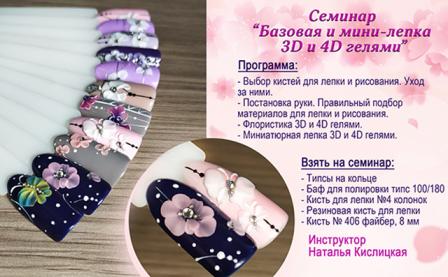 Семинар
“Базовая и мини-лепка
3D и 4D гелями”
Программа:
- Выбор кистей для лепки и рисования. Уход
за ними.
- Постановка руки. Правильный подбор
материалов для лепки и рисования.
- Флористика 3D и 4D гелями.
- Миниатюрная лепка 3D и 4D гелями.
Взять на семинар:
- Типсы на кольце
- Баф для полировки типс 100/180
- Кисть для лепки №4 колонок
- Резиновая кисть для лепки
- Кисть № 406 файбер, 8 мм
Инструктор
Наталья Кислицкая